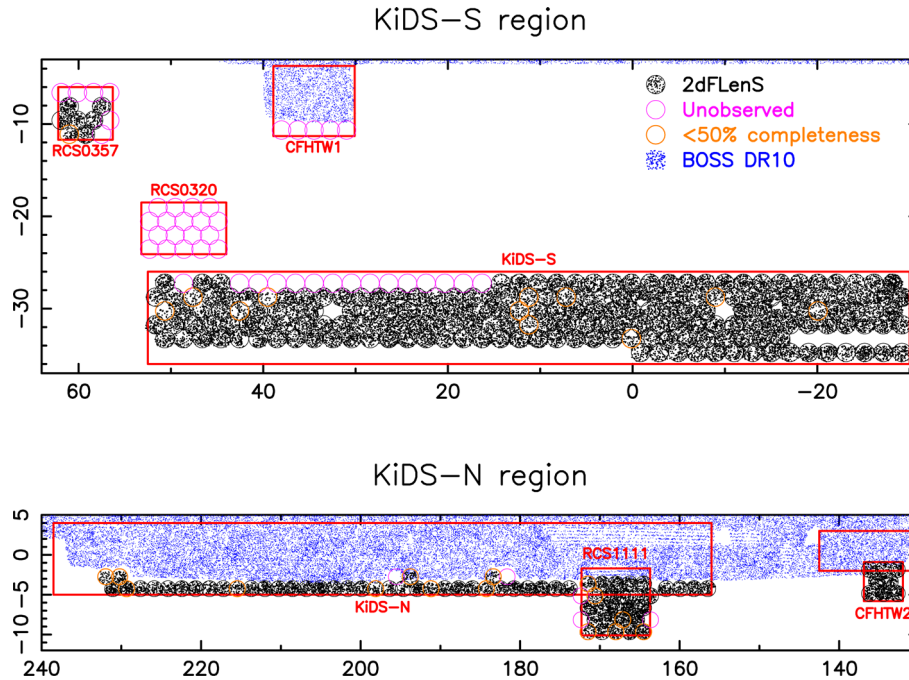 KiDS−S region
2dFLenS
Unobserved
<50% completeness
BOSS DR10
RCS0357
CFHTW1
RCS0320
KiDS−S
−10
−20
−30
60 40 20 0 −20
KiDS−N region
RCS1111
KiDS−N
CFHTW2
5
0
−5
−10
240 220 200 180 160 140